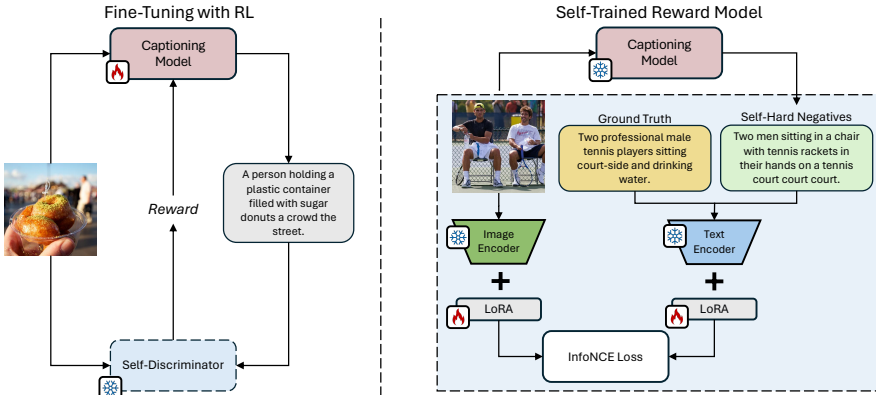 Fine-Tuning with RL
Captioning
Model
Reward
A person holding a
plastic container
filled with sugar
donuts a crowd the
street.
Self-Discriminator
Self-Trained Reward Model
Captioning
Model
Ground Truth
Two professional male
tennis players sitting
court-side and drinking
water.
Self-Hard Negatives
Two men sitting in a chair
with tennis rackets in
their hands on a tennis
court court court.
Image
Encoder
Text
Encoder
+
+
LoRA
LoRA
InfoNCE Loss